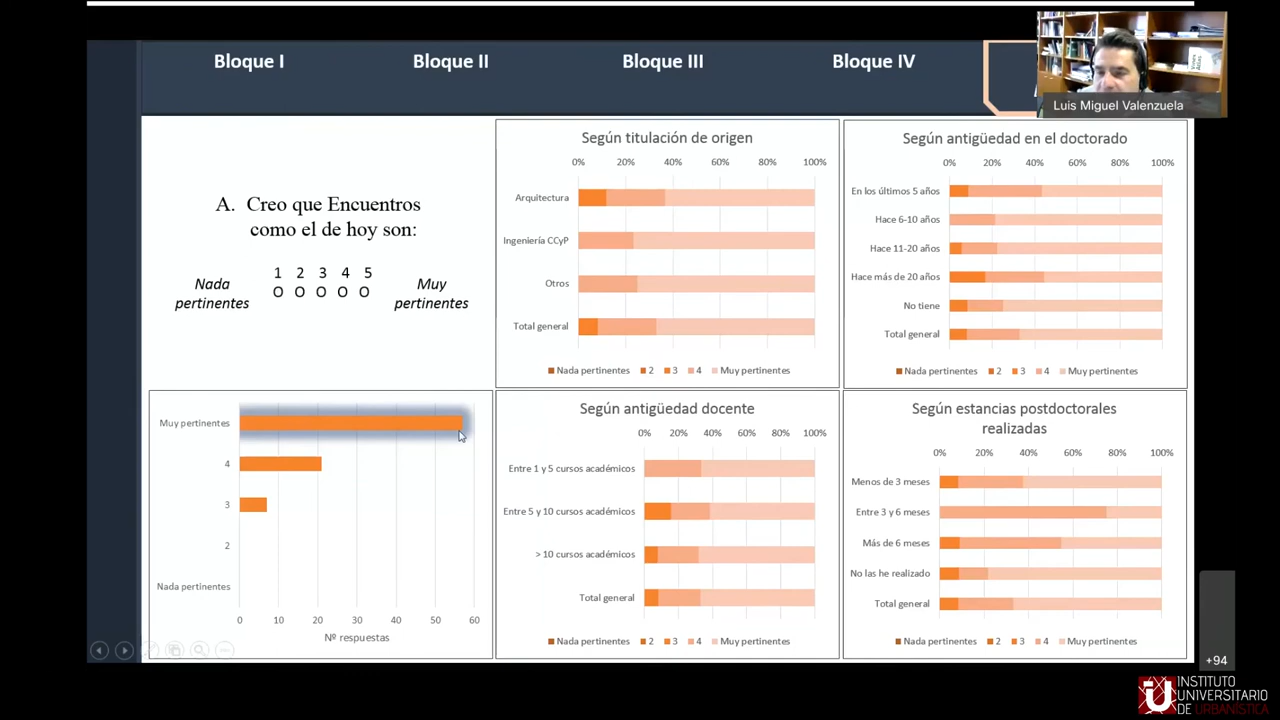 Bloque I
Bloque II
Bloque III
Bloque IV
Luis Miguel Valenzuela
A. Creo que Encuentros
como el de hoy son:
Nada
pertinentes
1 2 3 4 5
O O O O O
Muy
pertinentes
Según titulación de origen
0% 20% 40% 60% 80% 100%
Arquitectura
Ingeniería CCyP
Otros
Total general
Nada pertinentes 2 3 4 Muy pertinentes
Según antigüedad en el doctorado
0% 20% 40% 60% 80% 100%
En los últimos 5 años
Hace 6-10 años
Hace 11-20 años
Hace más de 20 años
No tiene
Total general
Nada pertinentes 2 3 4 Muy pertinentes
Muy pertinentes
4
3
2
Nada pertinentes
0 10 20 30 40 50 60
Nº respuestas
Según antigüedad docente
0% 20% 40% 60% 80% 100%
Entre 1 y 5 cursos académicos
Entre 5 y 10 cursos académicos
> 10 cursos académicos
Total general
Nada pertinentes 2 3 4 Muy pertinentes
Según estancias postdoctorales
realizadas
0% 20% 40% 60% 80% 100%
Menos de 3 meses
Entre 3 y 6 meses
Más de 6 meses
No las he realizado
Total general
Nada pertinentes 2 3 4 Muy pertinentes
+94
INSTITUTO
UNIVERSITARIO
DE URBANÍSTICA